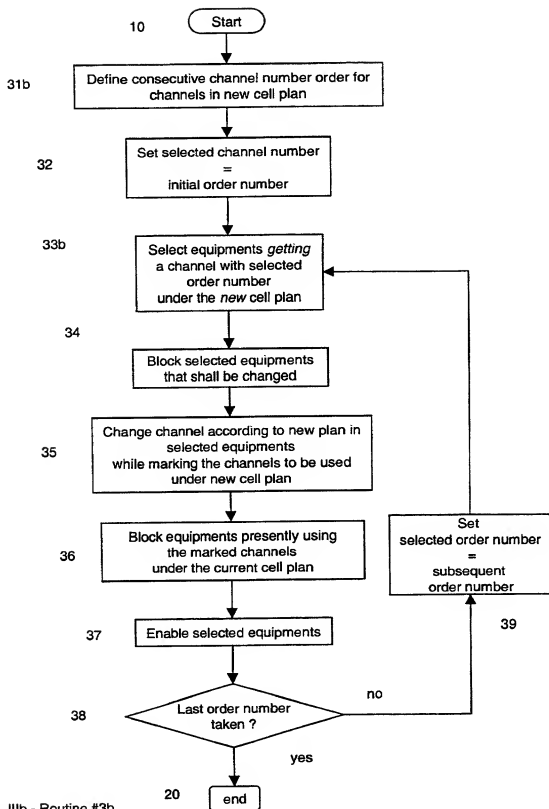 10
Start
31b
Define consecutive channel number order for
channels in new cell plan
32
Set selected channel number
=
initial order number
33b
Select equipments getting
a channel with selected
order number
under the new cell plan
34
Block selected equipments
that shall be changed
35
Change channel according to new plan in
selected equipments
while marking the channels to be used
under new cell plan
36
Block equipments presently using
the marked channels
under the current cell plan
Set
selected order number
=
subsequent
order number
39
37
Enable selected equipments
38
Last order number
taken ?
no
yes
20
end
IIIb - Routine #3b